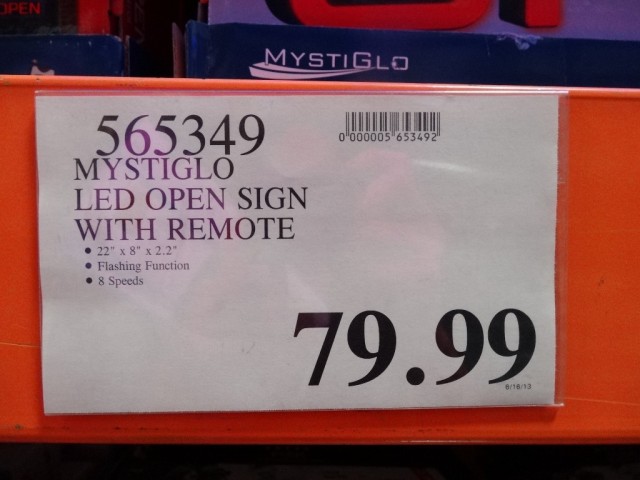 OPEN
MYSTIGLO
565349
0 000005 653492
MYSTIGLO
LED OPEN SIGN
WITH REMOTE
• 22" x 8" x 2.2"
• Flashing Function
• 8 Speeds
79.99